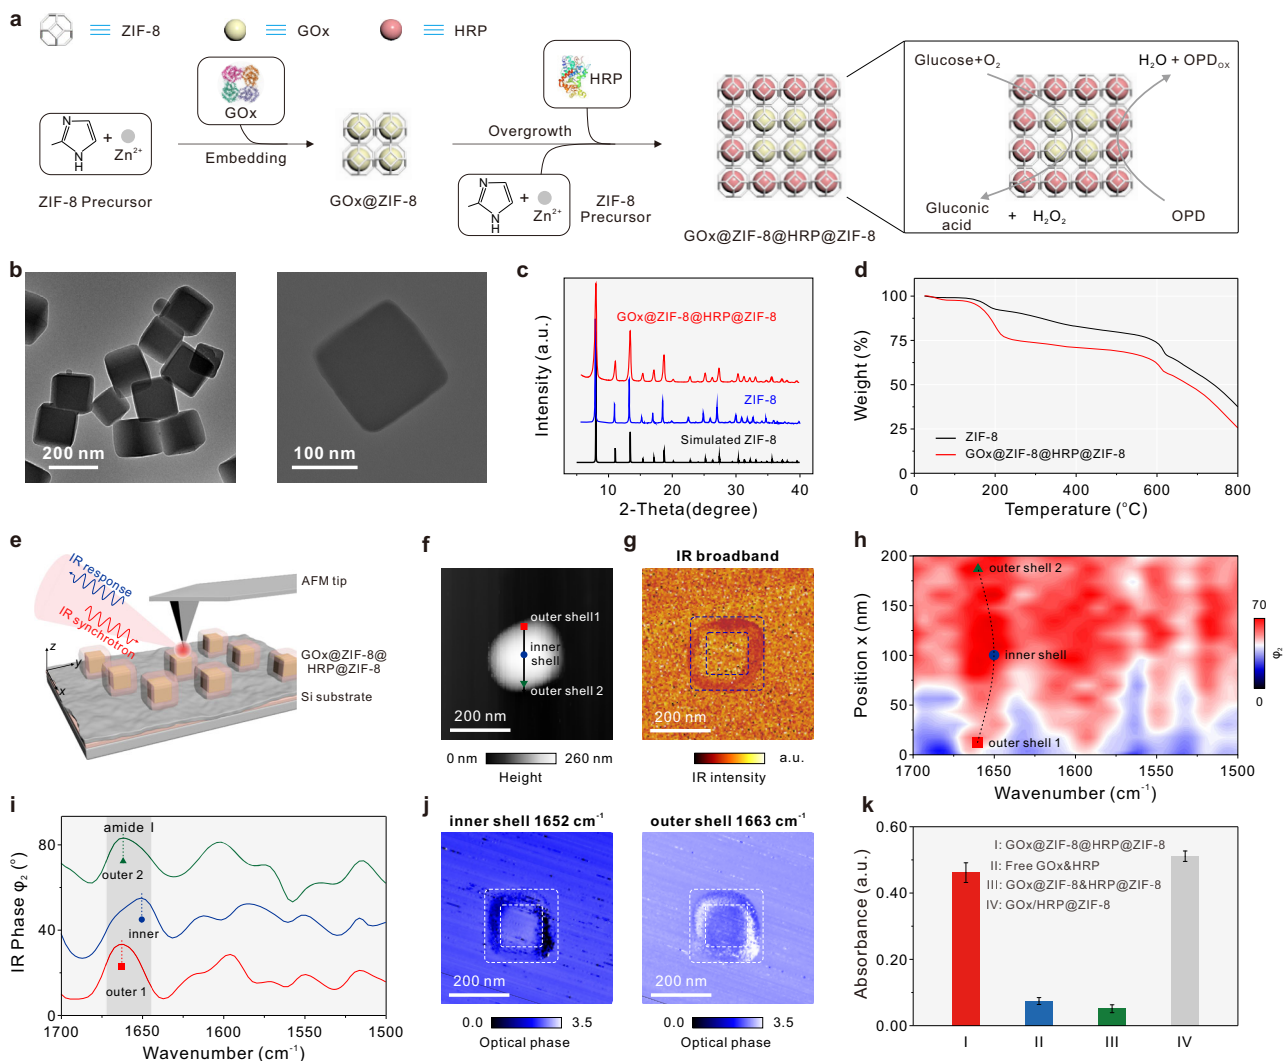 a
ZIF-8
GOx
HRP
GOx
HRP
N
N
H
+
Zn2+
Embedding
Overgrowth
ZIF-8 Precursor
GOx@ZIF-8
N
N
H
+
Zn2+
ZIF-8
Precursor
GOx@ZIF-8@HRP@ZIF-8
Glucose+O2
H2O + OPDox
Gluconic
acid
+ H2O2
OPD
b
200 nm
100 nm
c
Intensity (a.u.)
GOx@ZIF-8@HRP@ZIF-8
ZIF-8
Simulated ZIF-8
10 20 30 40
2-Theta(degree)
d
Weight (%)
100
75
50
25
0
ZIF-8
GOx@ZIF-8@HRP@ZIF-8
0 200 400 600 800
Temperature (°C)
e
IR response
IR synchrotron
AFM tip
GOx@ZIF-8@
HRP@ZIF-8
Si substrate
z
y
x
f
outer shell1
inner
shell
outer shell 2
200 nm
0 nm 260 nm
Height
g
IR broadband
200 nm
a.u.
IR intensity
h
Position x (nm)
200
150
100
50
0
outer shell 2
inner shell
outer shell 1
1700 1650 1600 1550 1500
Wavenumber (cm-1)
70
φ2
0
i
IR Phase φ2 (°)
80
40
0
amide I
outer 2
inner
outer 1
1700 1650 1600 1550 1500
Wavenumber (cm-1)
j
inner shell 1652 cm-1
200 nm
0.0 3.5
Optical phase
outer shell 1663 cm-1
200 nm
0.0 3.5
Optical phase
k
Absorbance (a.u.)
0.60
0.40
0.20
0.00
I: GOx@ZIF-8@HRP@ZIF-8
II: Free GOx&HRP
III: GOx@ZIF-8&HRP@ZIF-8
IV: GOx/HRP@ZIF-8
I II III IV